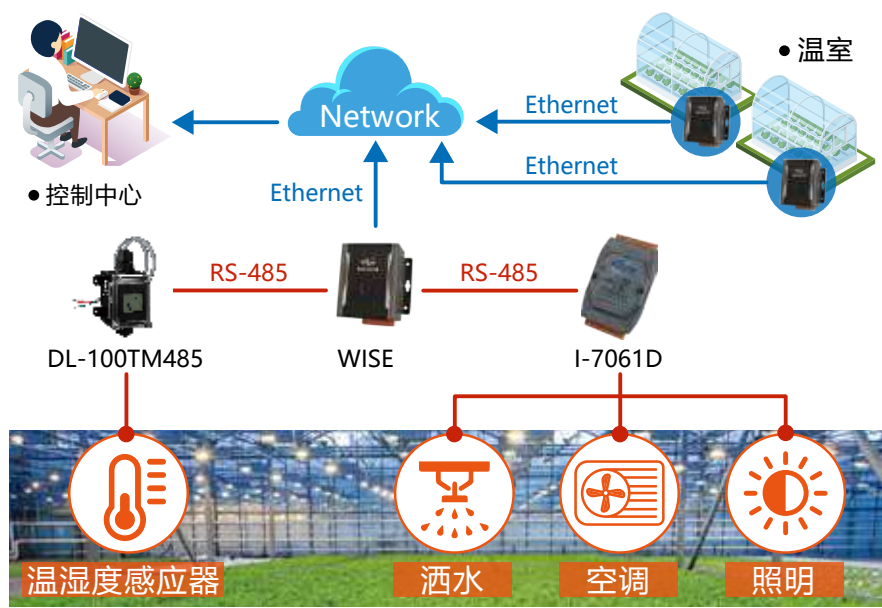 ● 温室
Ethernet
Network
Ethernet
● 控制中心
Ethernet
RS-485
RS-485
DL-100TM485
WISE
I-7061D
温湿度感应器
洒水
空调
照明